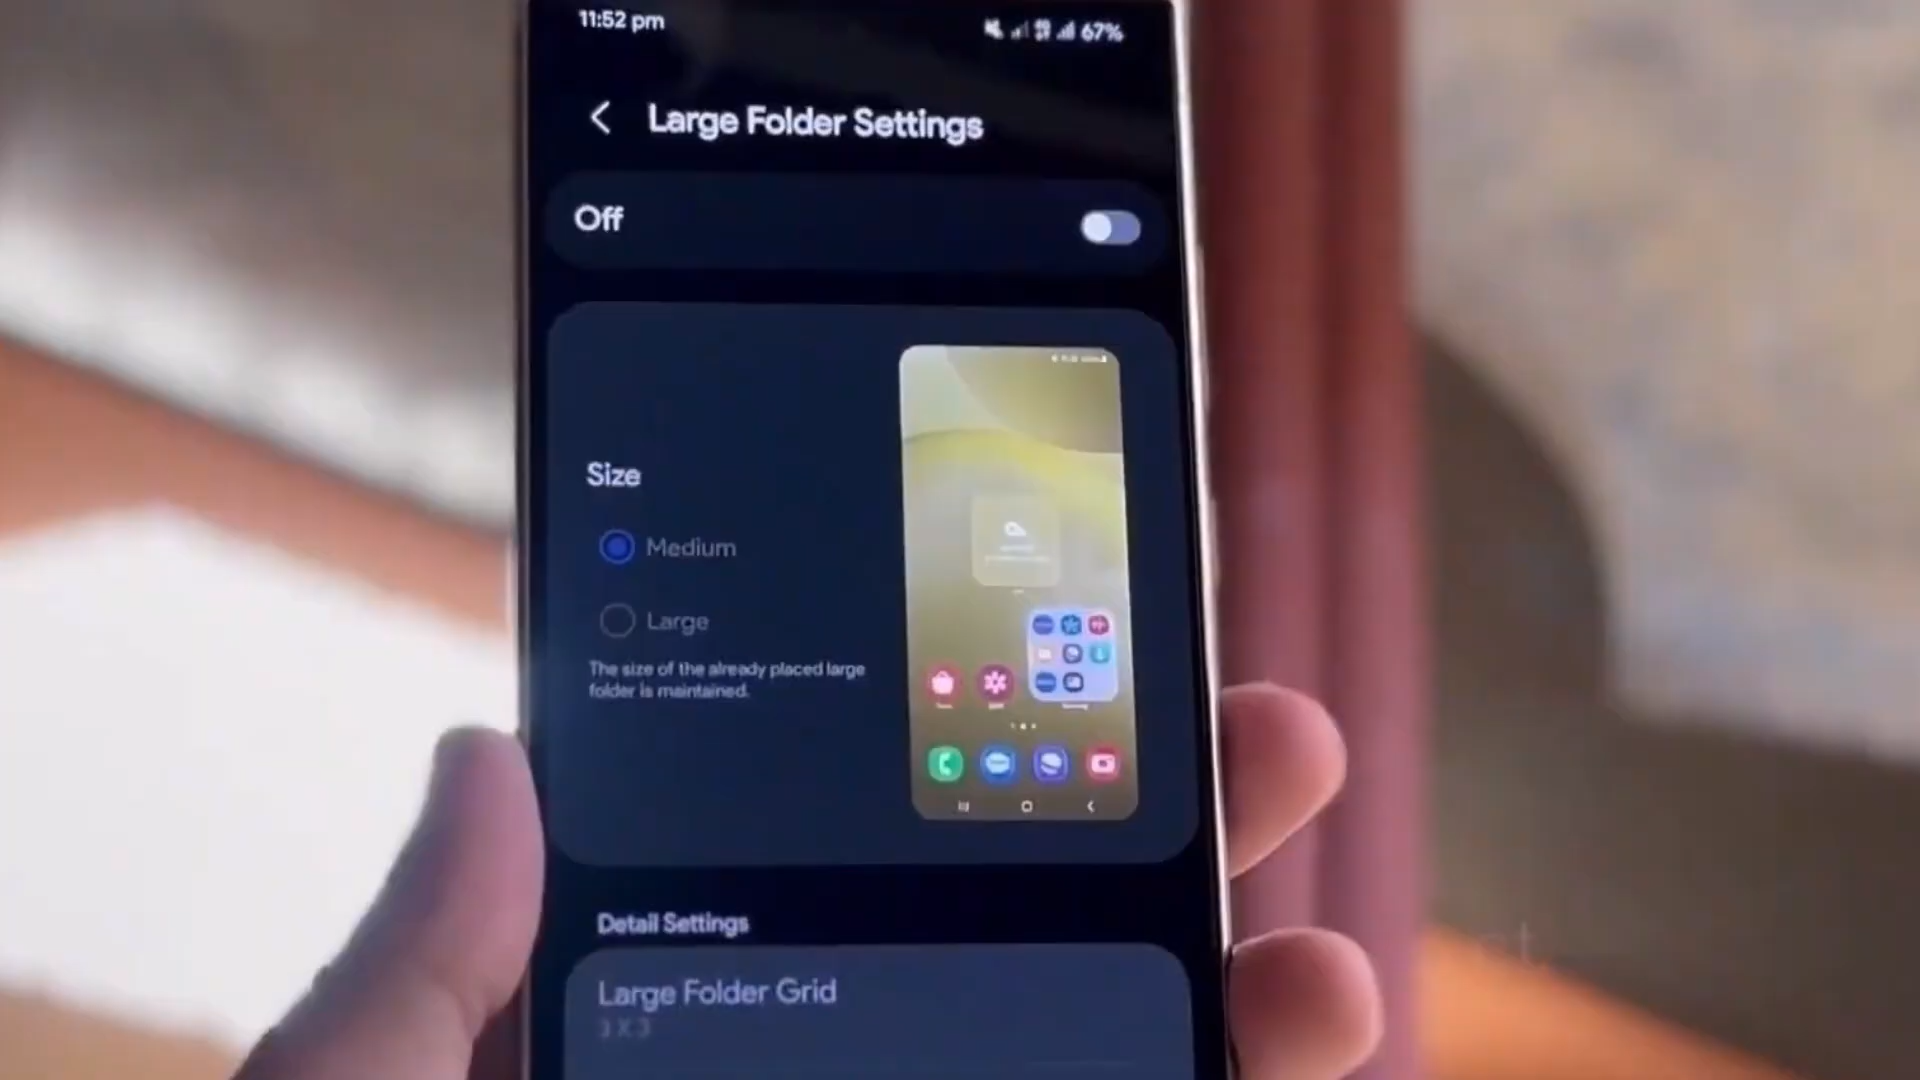 11:52 pm
67%
Large Folder Settings
Off
Size
Medium
Large
The size of the already placed large
folder is maintained.
Detail Settings
Large Folder Grid
3 X 3